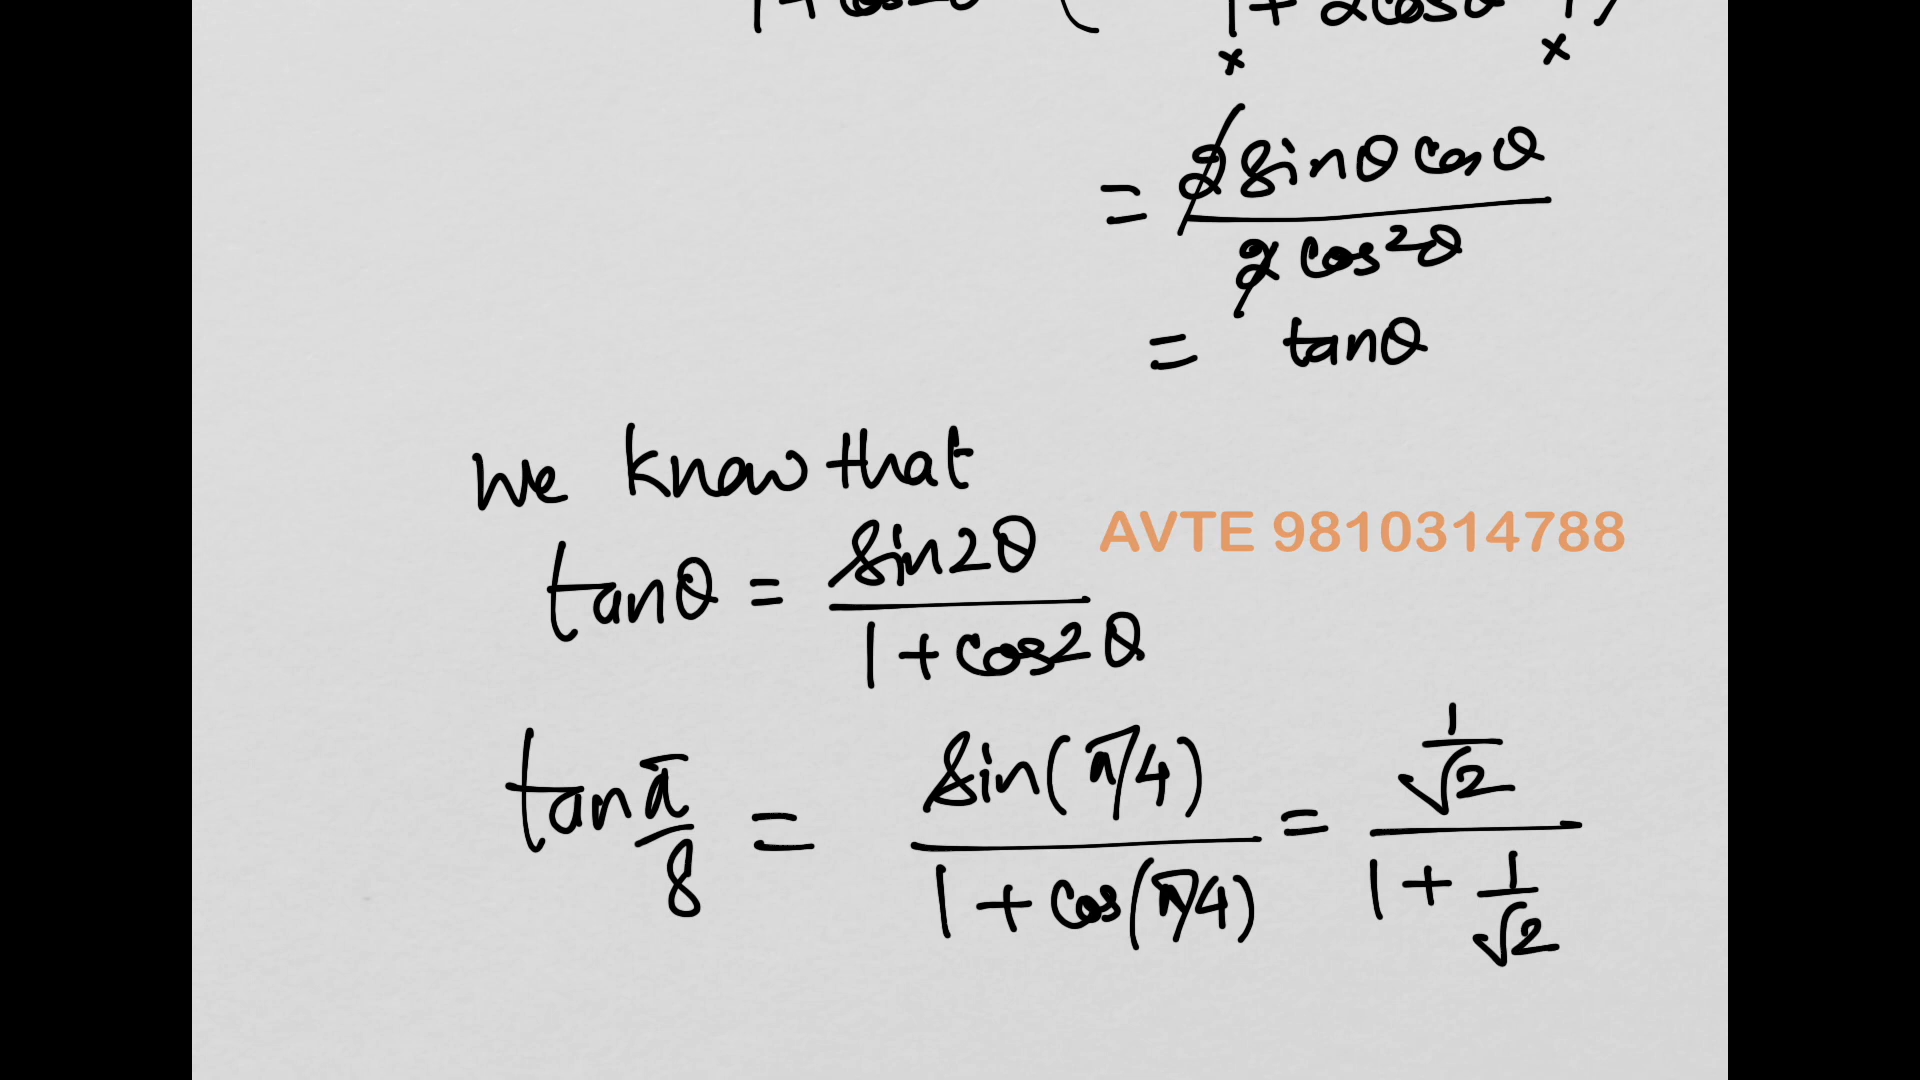 = 2 sinθ cosθ / 2 cos²θ
= tanθ
we know that
AVTE 9810314788
tanθ = sin2θ / 1 + cos2θ
tan π/8 = sin(π/4) / 1 + cos(π/4) = 1/√2 / 1 + 1/√2